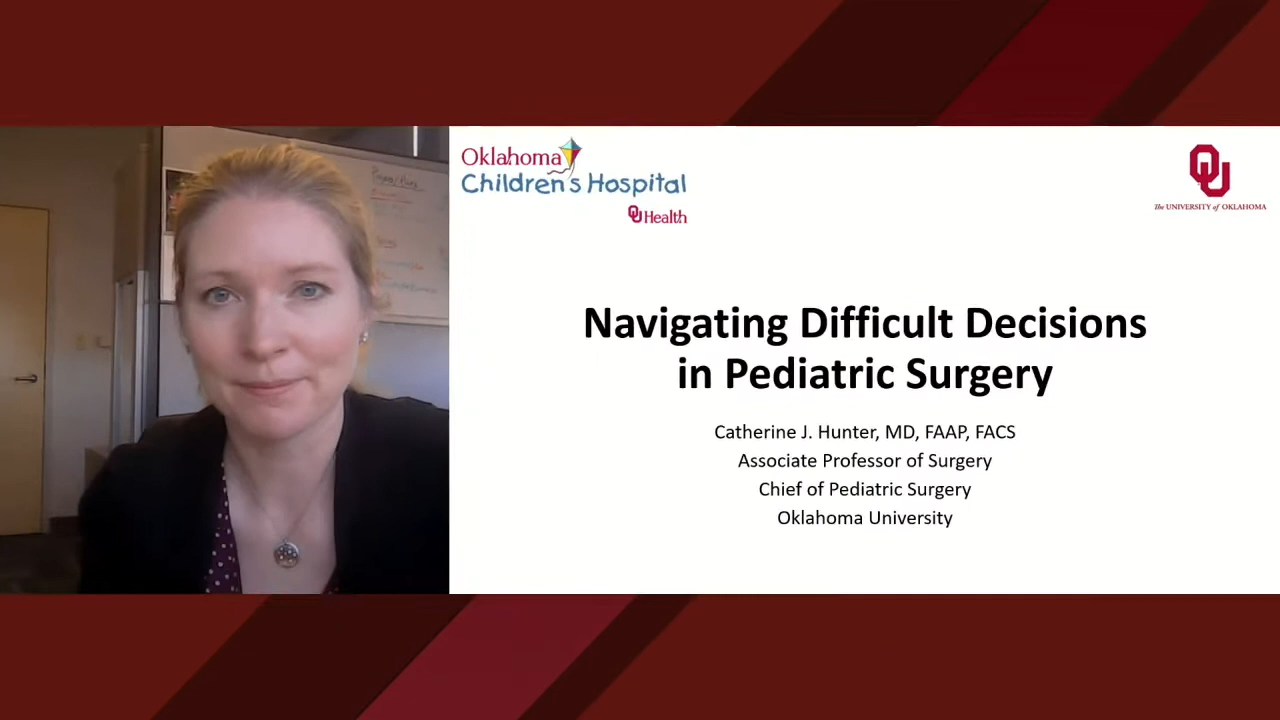 Oklahoma
Children's Hospital
OU Health
OU
The UNIVERSITY of OKLAHOMA
Navigating Difficult Decisions
in Pediatric Surgery
Catherine J. Hunter, MD, FAAP, FACS
Associate Professor of Surgery
Chief of Pediatric Surgery
Oklahoma University